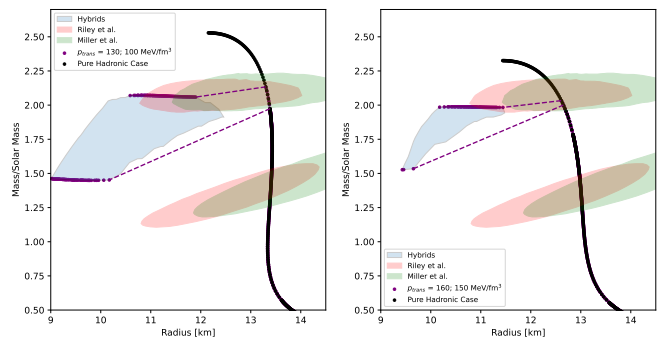 2.50
2.25
2.00
1.75
1.50
1.25
1.00
0.75
0.50
Mass/Solar Mass
Hybrids
Riley et al.
Miller et al.
p_trans = 130; 100 MeV/fm³
Pure Hadronic Case
9 10 11 12 13 14
Radius [km]
2.50
2.25
2.00
1.75
1.50
1.25
1.00
0.75
0.50
Mass/Solar Mass
Hybrids
Riley et al.
Miller et al.
p_trans = 160; 150 MeV/fm³
Pure Hadronic Case
9 10 11 12 13 14
Radius [km]